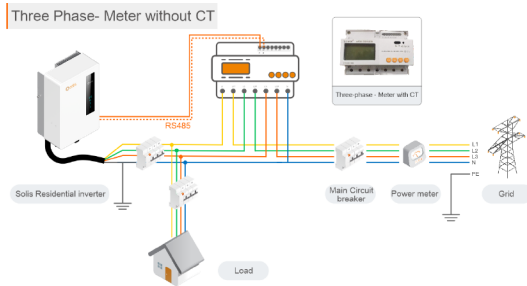 Three Phase- Meter without CT
Three-phase - Meter with CT
RS485
L1
L2
L3
N
PE
Solis Residential inverter
Main Circuit
breaker
Power meter
Grid
Load